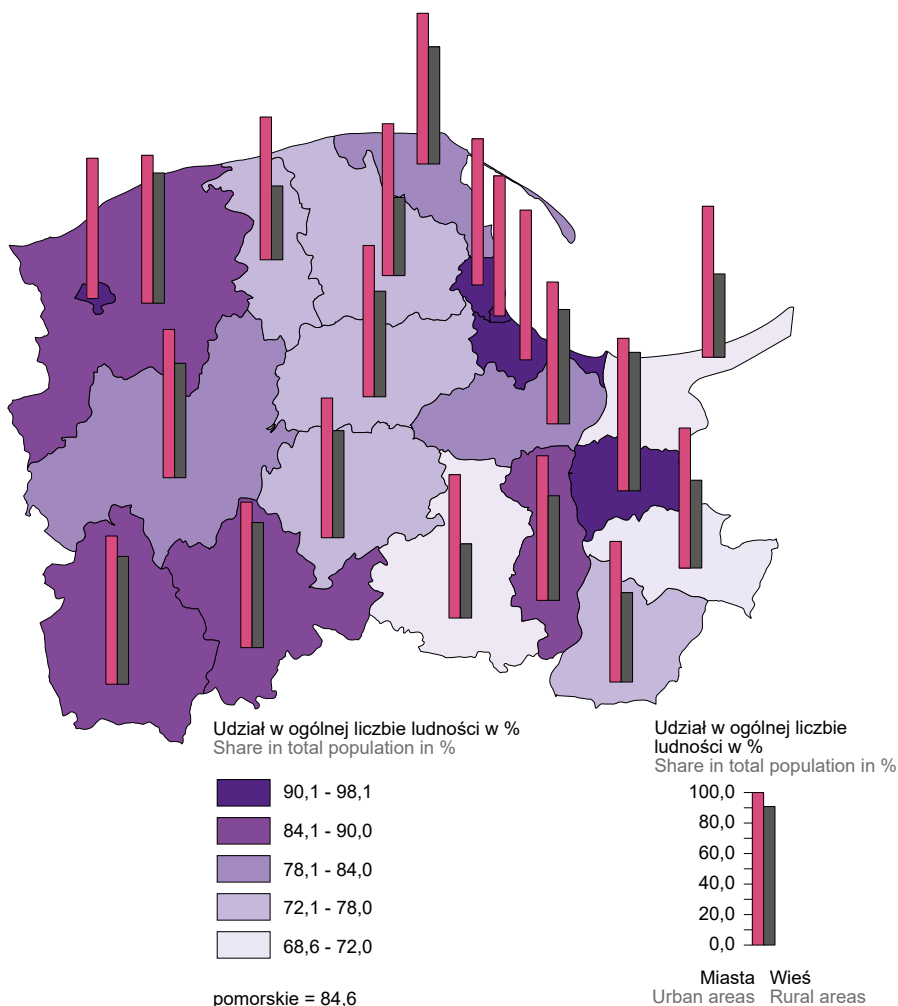 Udział w ogólnej liczbie ludności w %
Share in total population in %
90,1 - 98,1
84,1 - 90,0
78,1 - 84,0
72,1 - 78,0
68,6 - 72,0
pomorskie = 84,6
Udział w ogólnej liczbie
ludności w %
Share in total population in %
100,0
80,0
60,0
40,0
20,0
0,0
Miasta Wieś
Urban areas Rural areas